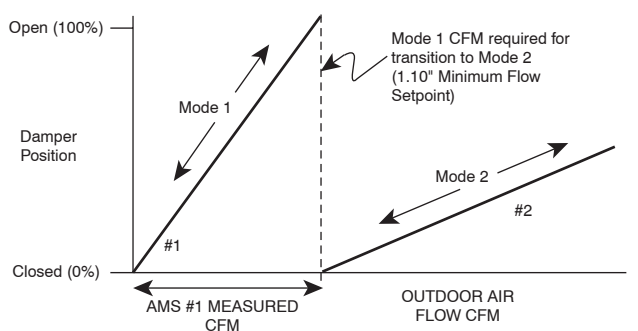 Open (100%)
Mode 1 CFM required for
transition to Mode 2
(1.10" Minimum Flow
Setpoint)
Mode 1
Damper
Position
Mode 2
#2
#1
Closed (0%)
AMS #1 MEASURED
CFM
OUTDOOR AIR
FLOW CFM